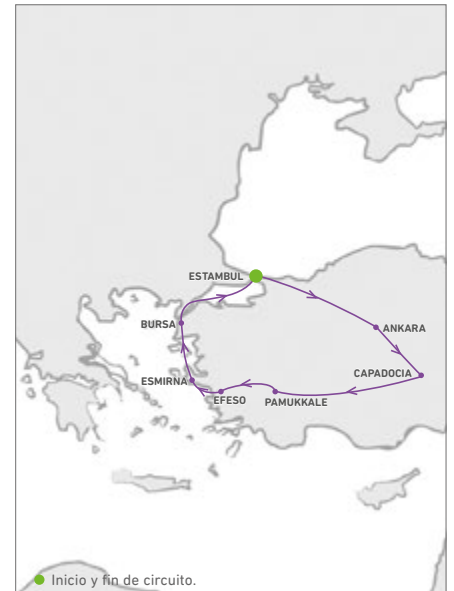 ESTAMBUL
BURSA
ANKARA
ESMIRNA
CAPADOCIA
EFESO
PAMUKKALE
Inicio y fin de circuito.